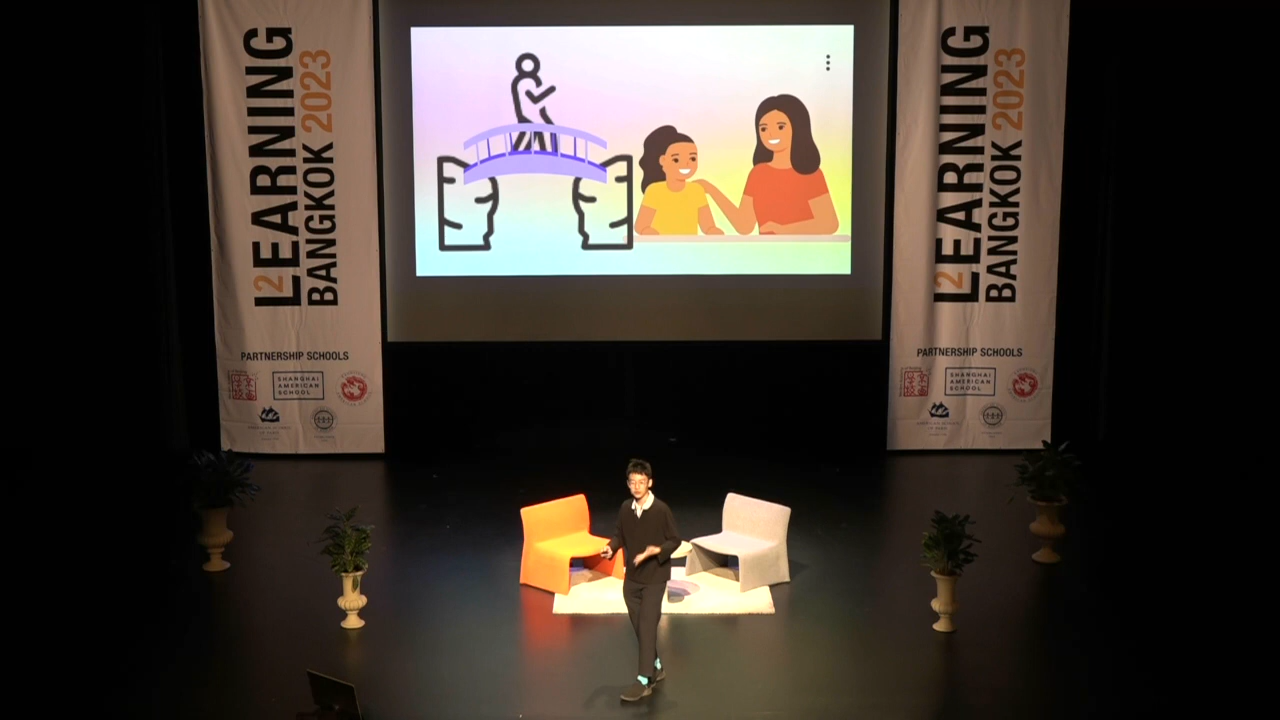 L2EARNING
BANGKOK 2023
PARTNERSHIP SCHOOLS
SHANGHAI
AMERICAN
SCHOOL
L2EARNING
BANGKOK 2023
PARTNERSHIP SCHOOLS
SHANGHAI
AMERICAN
SCHOOL